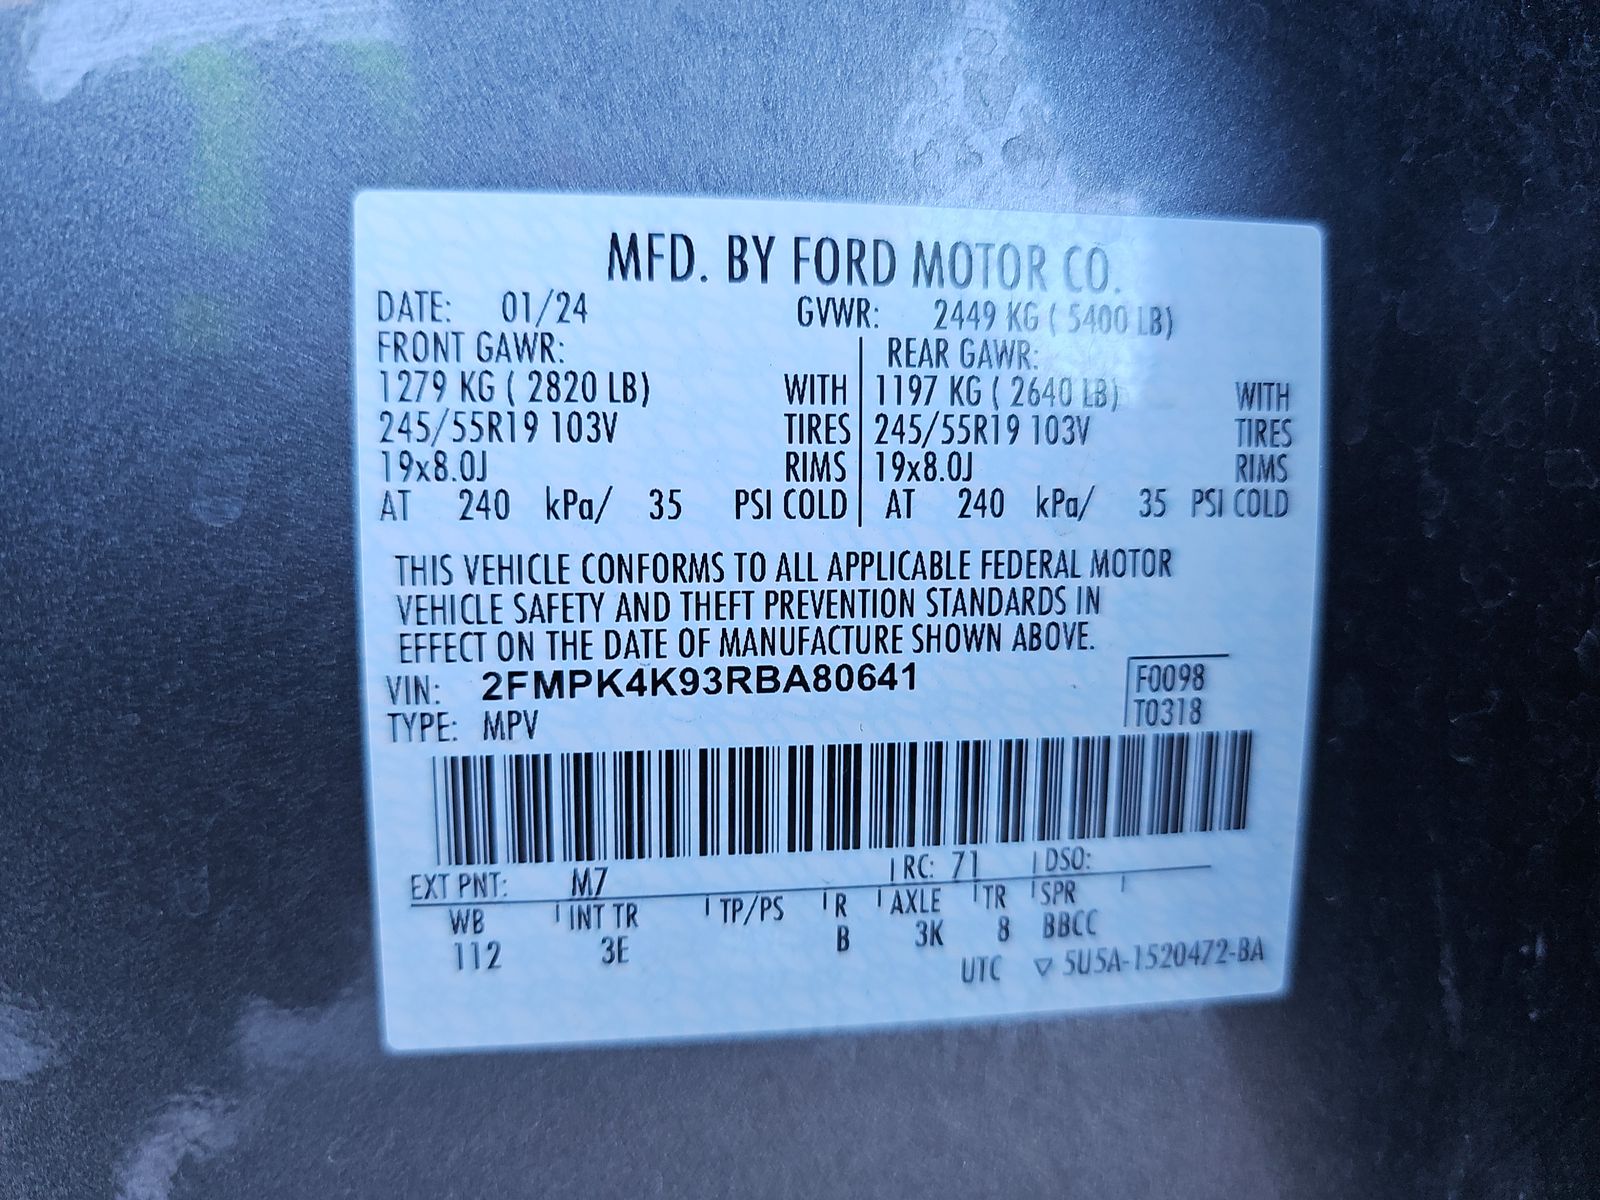 MFD. BY FORD MOTOR CO.
DATE: 01/24 GVWR: 2449 KG ( 5400 LB)
FRONT GAWR: REAR GAWR:
1279 KG ( 2820 LB) WITH 1197 KG ( 2640 LB) WITH
245/55R19 103V TIRES 245/55R19 103V TIRES
19x8.0J RIMS 19x8.0J RIMS
AT 240 kPa/ 35 PSI COLD AT 240 kPa/ 35 PSI COLD
THIS VEHICLE CONFORMS TO ALL APPLICABLE FEDERAL MOTOR
VEHICLE SAFETY AND THEFT PREVENTION STANDARDS IN
EFFECT ON THE DATE OF MANUFACTURE SHOWN ABOVE.
VIN: 2FMPK4K93RBA80641 F0098
TYPE: MPV T0318
EXT PNT: M7 RC: 71 DSO:
WB INT TR TP/PS R AXLE TR SPR
112 3E B 3K 8 BBCC
UTC ▽ 5U5A-1520472-BA